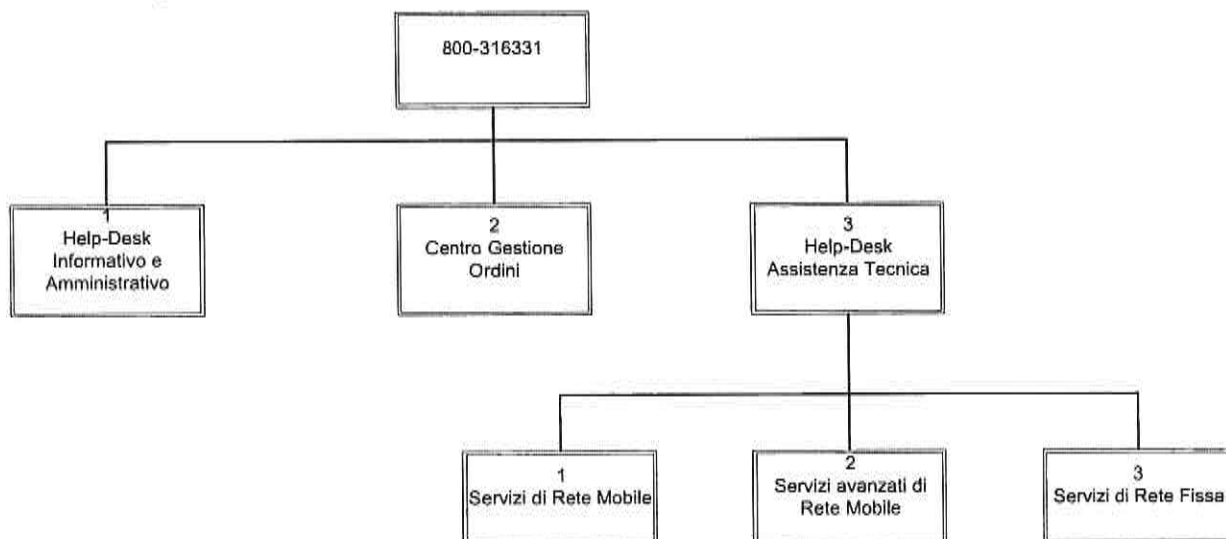 800-316331
1
Help-Desk
Informativo e
Amministrativo
2
Centro Gestione
Ordini
3
Help-Desk
Assistenza Tecnica
1
Servizi di Rete Mobile
2
Servizi avanzati di
Rete Mobile
3
Servizi di Rete Fissa